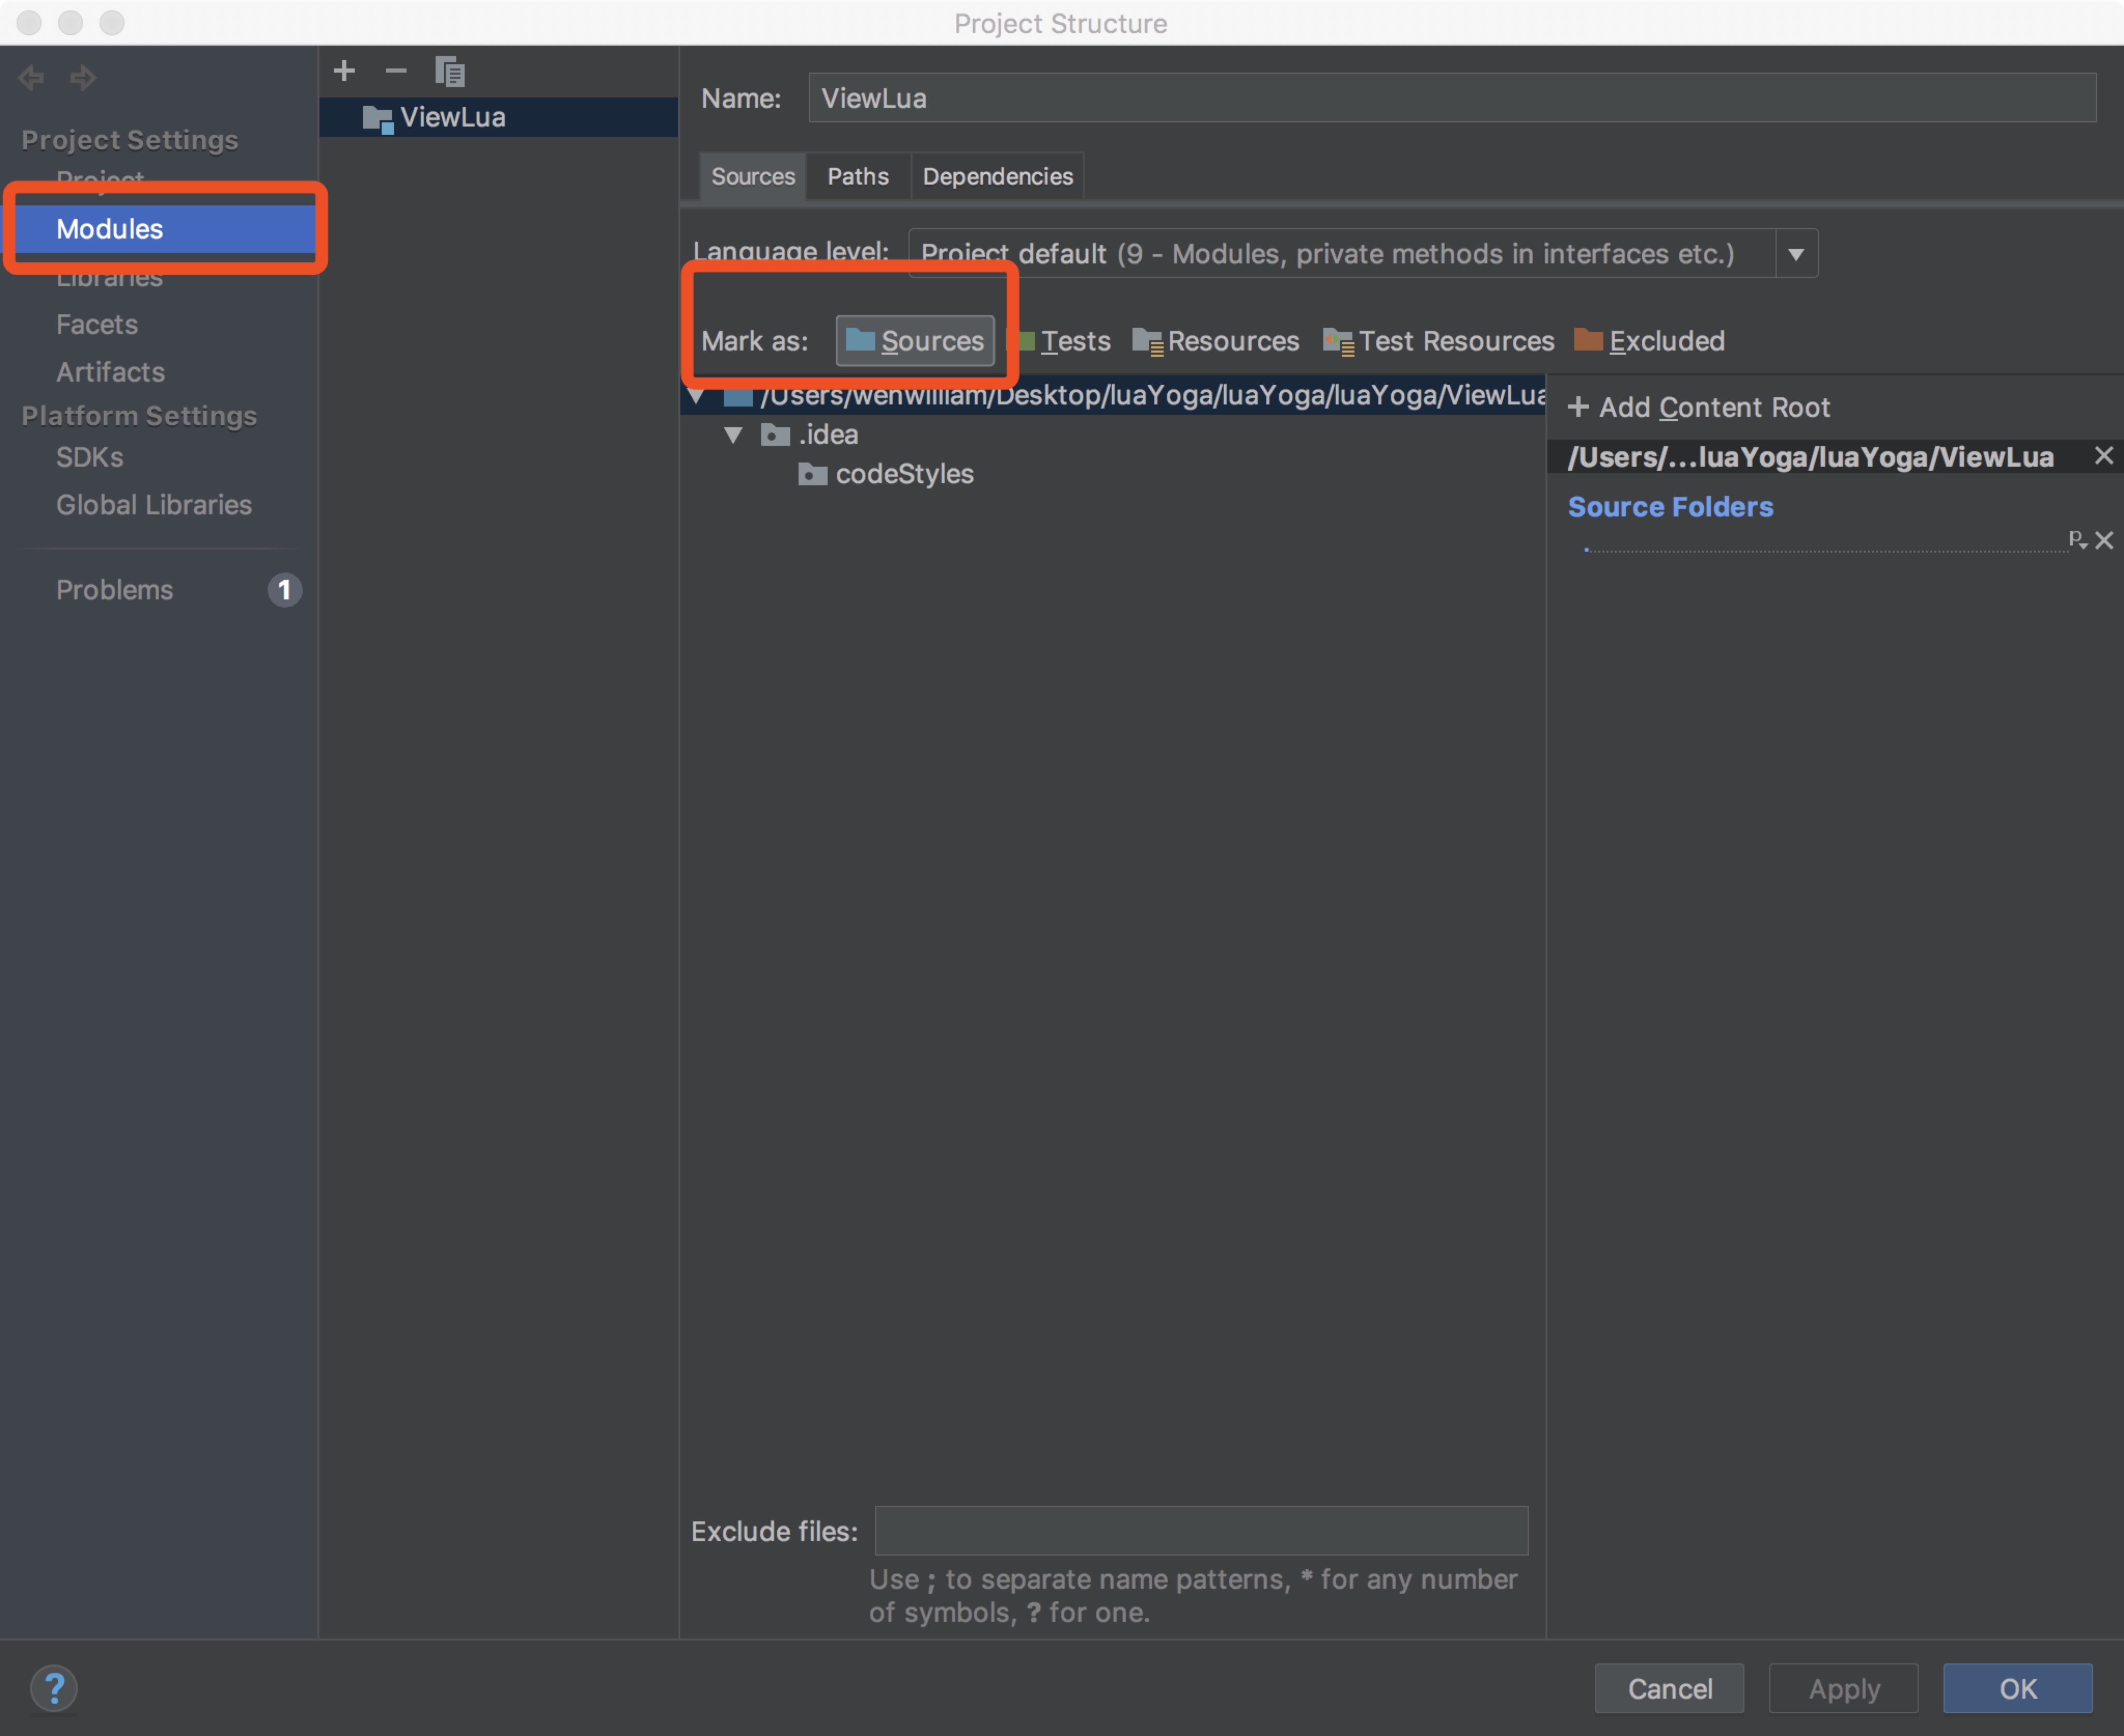 Project Structure
Project Settings
Project
Modules
Libraries
Facets
Artifacts
Platform Settings
SDKs
Global Libraries
Problems 1
ViewLua
Name: ViewLua
Sources Paths Dependencies
Language level: Project default (9 - Modules, private methods in interfaces etc.)
Mark as: Sources Tests Resources Test Resources Excluded
/Users/wenwilliam/Desktop/luaYoga/luaYoga/luaYoga/ViewLua
.idea
codeStyles
+ Add Content Root
/Users/...luaYoga/luaYoga/ViewLua
Source Folders
.
P
Exclude files:
Use ; to separate name patterns, * for any number
of symbols, ? for one.
?
Cancel Apply OK